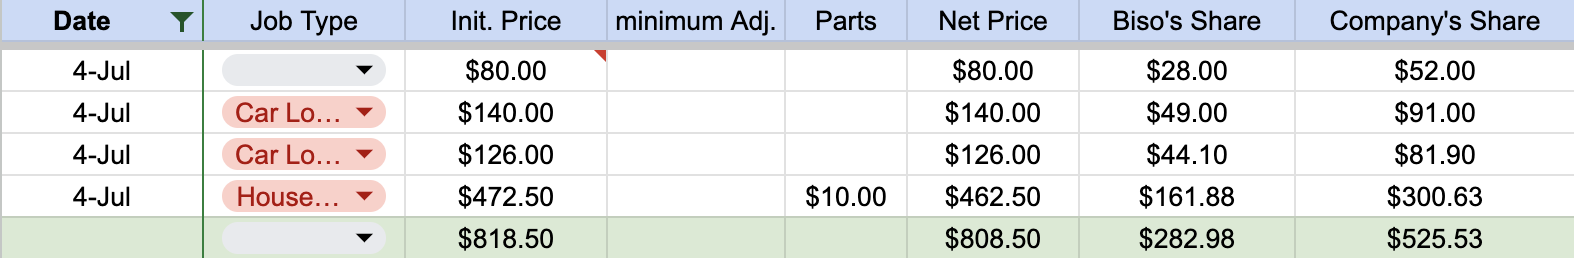 Date Job Type Init. Price minimum Adj. Parts Net Price Biso's Share Company's Share
4-Jul $80.00 $80.00 $28.00 $52.00
4-Jul Car Lo... $140.00 $140.00 $49.00 $91.00
4-Jul Car Lo... $126.00 $126.00 $44.10 $81.90
4-Jul House... $472.50 $10.00 $462.50 $161.88 $300.63
$818.50 $808.50 $282.98 $525.53